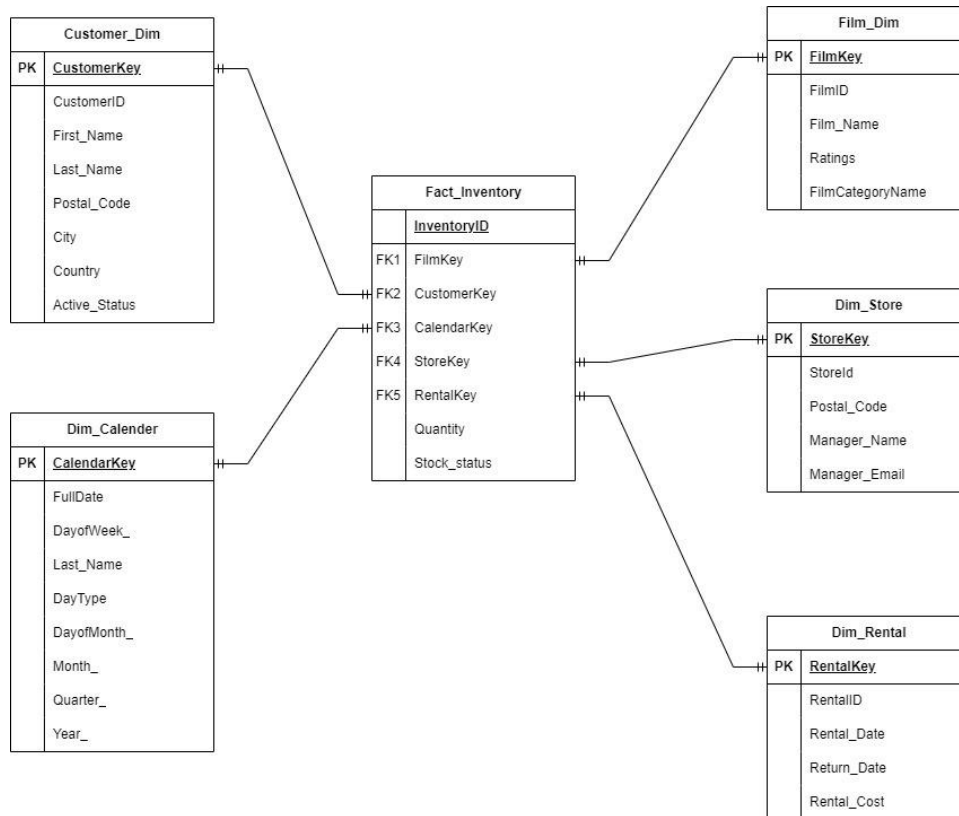 Customer_Dim
PK CustomerKey
CustomerID
First_Name
Last_Name
Postal_Code
City
Country
Active_Status
Dim_Calender
PK CalendarKey
FullDate
DayofWeek_
Last_Name
DayType
DayofMonth_
Month_
Quarter_
Year_
Fact_Inventory
InventoryID
FK1 FilmKey
FK2 CustomerKey
FK3 CalendarKey
FK4 StoreKey
FK5 RentalKey
Quantity
Stock_status
Film_Dim
PK FilmKey
FilmID
Film_Name
Ratings
FilmCategoryName
Dim_Store
PK StoreKey
StoreId
Postal_Code
Manager_Name
Manager_Email
Dim_Rental
PK RentalKey
RentalID
Rental_Date
Return_Date
Rental_Cost